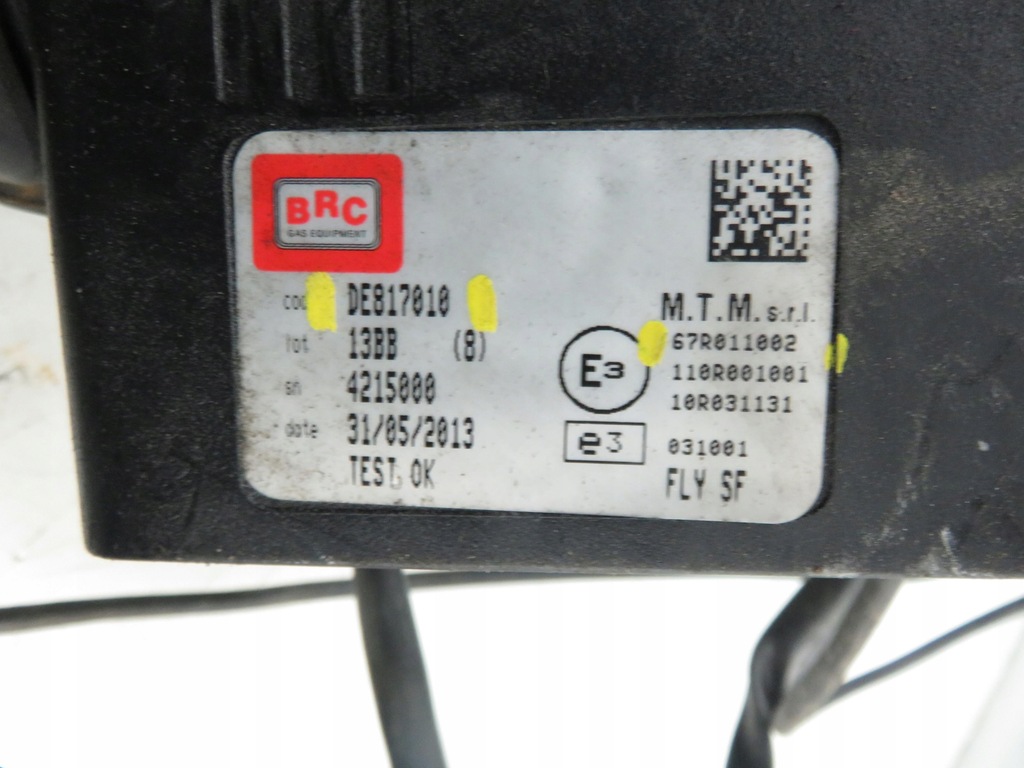 BRC
GAS EQUIPMENT
DE817010
lot 13BB (8)
sn 4215000
date 31/05/2013
TEST OK
M.T.M. s.r.l.
E3
67R011002
110R001001
10R031131
e3 031001
FLY SF